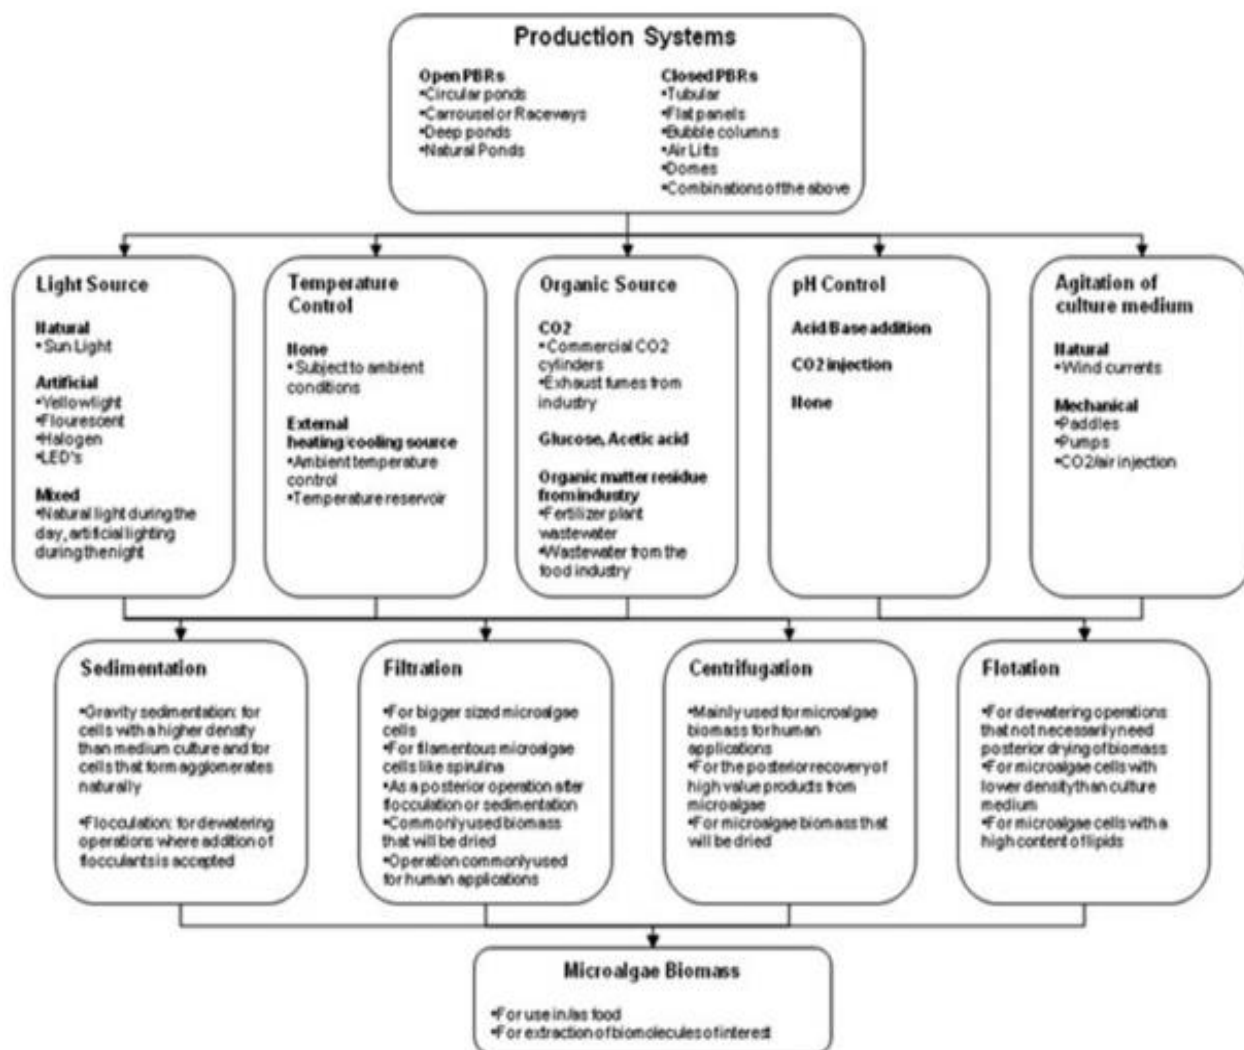 Production Systems
Open PBRs
•Circular ponds
•Carrousel or Raceways
•Deep ponds
•Natural Ponds
Closed PBRs
•Tubular
•Flat panels
•Bubble columns
•Air Lifts
•Domes
•Combinations of the above
Light Source
Natural
•Sun Light
Artificial
•Yellow light
•Flourescent
•Halogen
•LED's
Mixed
•Natural light during the
day, artificial lighting
during the night
Temperature
Control
None
•Subject to ambient
conditions
External
heating/cooling source
•Ambient temperature
control
•Temperature reservoir
Organic Source
CO2
•Commercial CO2
cylinders
•Exhaust fumes from
industry
Glucose, Acetic acid
Organic matter residue
from industry
•Fertilizer plant
wastewater
•Wastewater from the
food industry
pH Control
Acid Base addition
CO2 injection
None
Agitation of
culture medium
Natural
•Wind currents
Mechanical
•Paddles
•Pumps
•CO2/air injection
Sedimentation
•Gravity sedimentation: for
cells with a higher density
than medium culture and for
cells that form agglomerates
naturally
•Flocculation: for dewatering
operations where addition of
flocculants is accepted
Filtration
•For bigger sized microalgae
cells
•For filamentous microalgae
cells like spirulina
•As a posterior operation after
flocculation or sedimentation
•Commonly used biomass
that will be dried
•Operation commonly used
for human applications
Centrifugation
•Mainly used for microalgae
biomass for human
applications
•For the posterior recovery of
high value products from
microalgae
•For microalgae biomass that
will be dried
Flotation
•For dewatering operations
that not necessarily need
posterior drying of biomass
•For microalgae cells with
lower density than culture
medium
•For microalgae cells with a
high content of lipids
Microalgae Biomass
•For use in/as food
•For extraction of biomolecules of interest